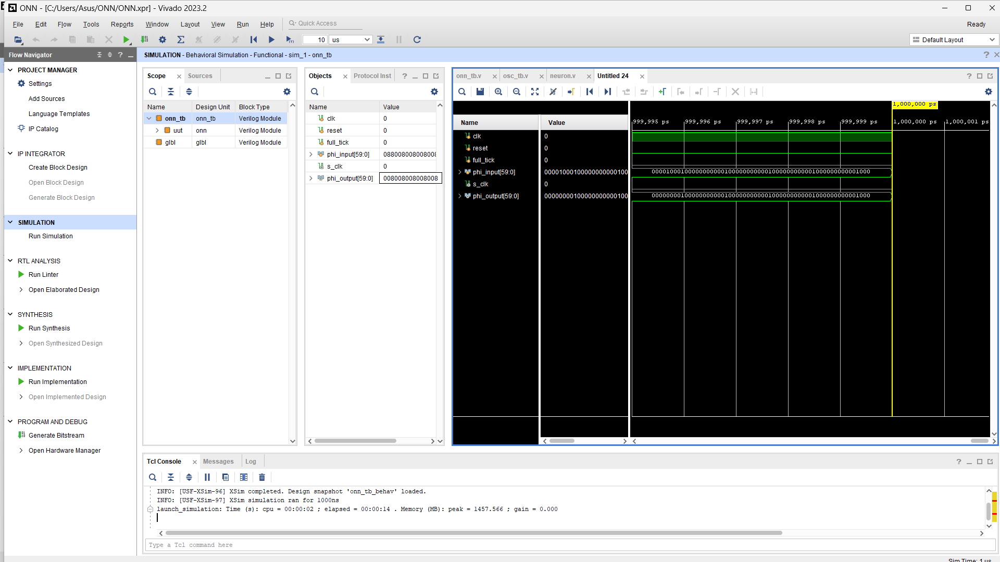 ONN - [C:/Users/Asus/ONN/ONN.xpr] - Vivado 2023.2
File Edit Flow Tools Reports Window Layout View Run Help Quick Access Ready
10 us Default Layout
Flow Navigator
SIMULATION - Behavioral Simulation - Functional - sim_1 - onn_tb
PROJECT MANAGER
Settings
Add Sources
Language Templates
IP Catalog
IP INTEGRATOR
Create Block Design
Open Block Design
Generate Block Design
SIMULATION
Run Simulation
RTL ANALYSIS
Run Linter
Open Elaborated Design
SYNTHESIS
Run Synthesis
Open Synthesized Design
IMPLEMENTATION
Run Implementation
Open Implemented Design
PROGRAM AND DEBUG
Generate Bitstream
Open Hardware Manager
Scope Sources
Name Design Unit Block Type
onn_tb onn_tb Verilog Module
uut onn Verilog Module
glbl glbl Verilog Module
Objects Protocol Inst
Name Value
clk 0
reset 0
full_tick 0
phi_input[59:0] 088008008008008
s_clk 0
phi_output[59:0] 008008008008008
onn_tb.v osc_tb.v neuron.v Untitled 24
1,000,000 ps
Name Value 999,995 ps 999,996 ps 999,997 ps 999,998 ps 999,999 ps 1,000,000 ps 1,000,001 ps
clk 0
reset 0
full_tick 0
phi_input[59:0]
s_clk 0
phi_output[59:0]
Tcl Console Messages Log
INFO: [USF-XSim-96] XSim completed. Design snapshot 'onn_tb_behav' loaded.
INFO: [USF-XSim-97] XSim simulation ran for 1000ns
launch_simulation: Time (s): cpu = 00:00:02 ; elapsed = 00:00:14 . Memory (MB): peak = 1457.566 ; gain = 0.000
Type a Tcl command here
Sim Time: 1 us